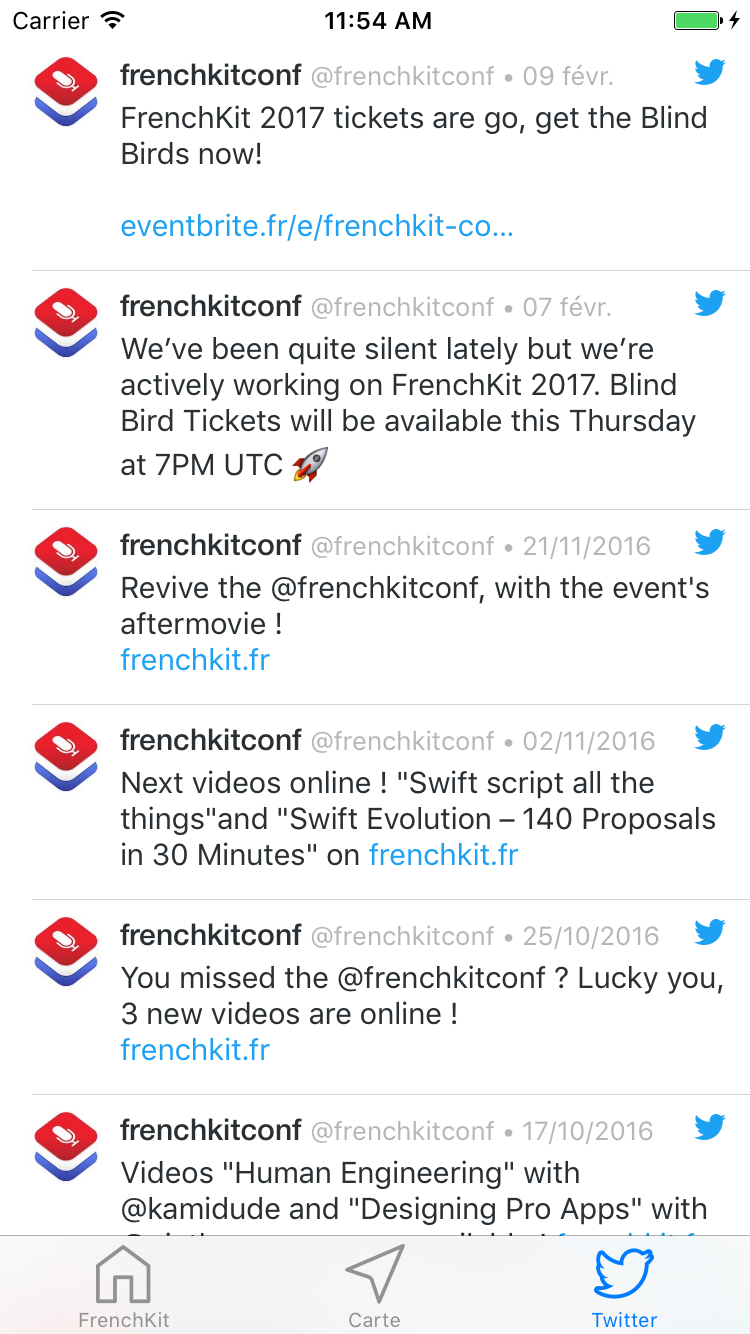 Carrier 11:54 AM
frenchkitconf @frenchkitconf • 09 févr.
FrenchKit 2017 tickets are go, get the Blind
Birds now!
eventbrite.fr/e/frenchkit-co...
frenchkitconf @frenchkitconf • 07 févr.
We’ve been quite silent lately but we’re
actively working on FrenchKit 2017. Blind
Bird Tickets will be available this Thursday
at 7PM UTC 🚀
frenchkitconf @frenchkitconf • 21/11/2016
Revive the @frenchkitconf, with the event's
aftermovie !
frenchkit.fr
frenchkitconf @frenchkitconf • 02/11/2016
Next videos online ! "Swift script all the
things"and "Swift Evolution – 140 Proposals
in 30 Minutes" on frenchkit.fr
frenchkitconf @frenchkitconf • 25/10/2016
You missed the @frenchkitconf ? Lucky you,
3 new videos are online !
frenchkit.fr
frenchkitconf @frenchkitconf • 17/10/2016
Videos "Human Engineering" with
@kamidude and "Designing Pro Apps" with
FrenchKit Carte Twitter